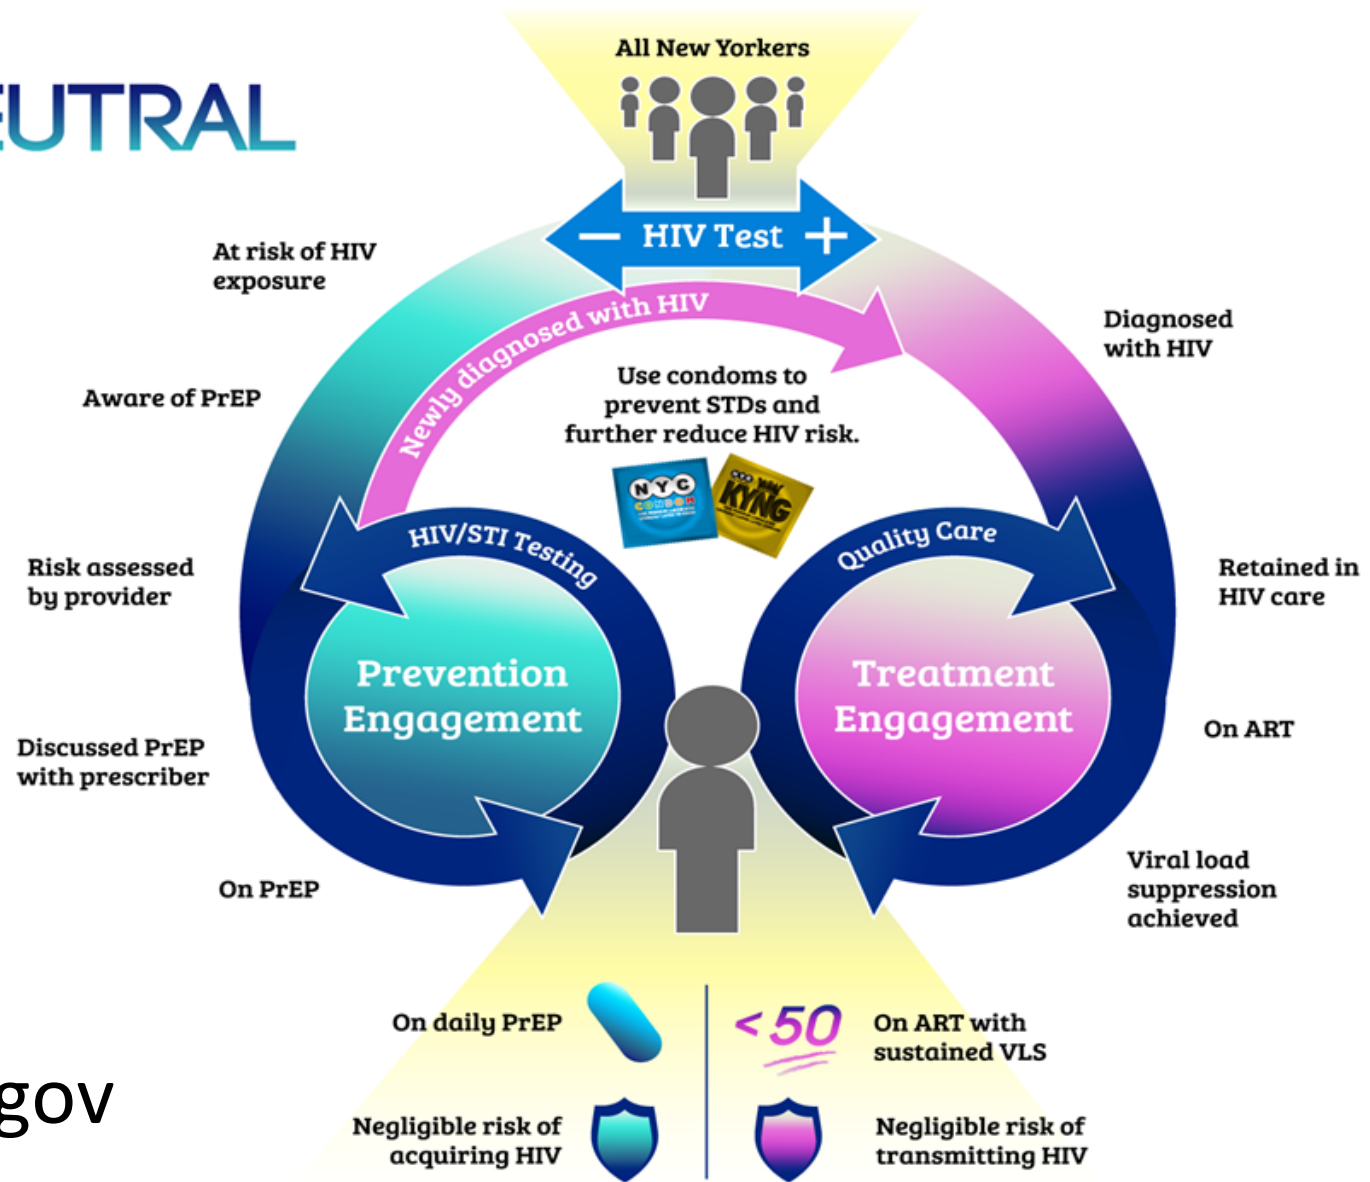 All New Yorkers
EUTRAL
− HIV Test +
At risk of HIV
exposure
Newly diagnosed with HIV
Diagnosed
with HIV
Aware of PrEP
Use condoms to
prevent STDs and
further reduce HIV risk.
NYC
CONDOM
KYNG
HIV/STI Testing
Quality Care
Risk assessed
by provider
Retained in
HIV care
Prevention
Engagement
Treatment
Engagement
Discussed PrEP
with prescriber
On ART
On PrEP
Viral load
suppression
achieved
On daily PrEP
<50
On ART with
sustained VLS
gov
Negligible risk of
acquiring HIV
Negligible risk of
transmitting HIV